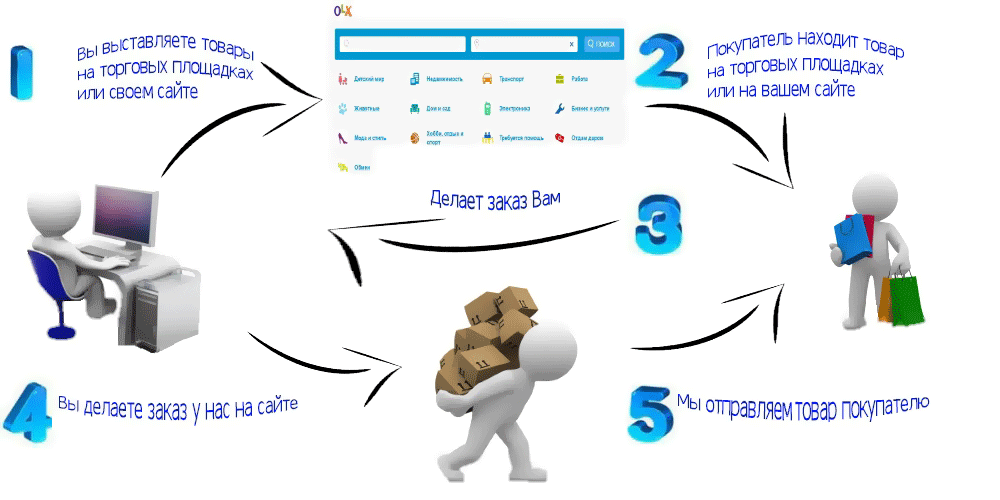 1
Вы выставляете товары
на торговых площадках
или своем сайте
OLX
x
ПОИСК
Детский мир
Недвижимость
Транспорт
Работа
Животные
Дом и сад
Электроника
Бизнес и услуги
Мода и стиль
Хобби, отдых и
спорт
Требуется помощь
Отдам даром
Обмен
2
Покупатель находит товар
на торговых площадках
или на вашем сайте
Делает заказ Вам
3
4
Вы делаете заказ у нас на сайте
5
Мы отправляем товар покупателю